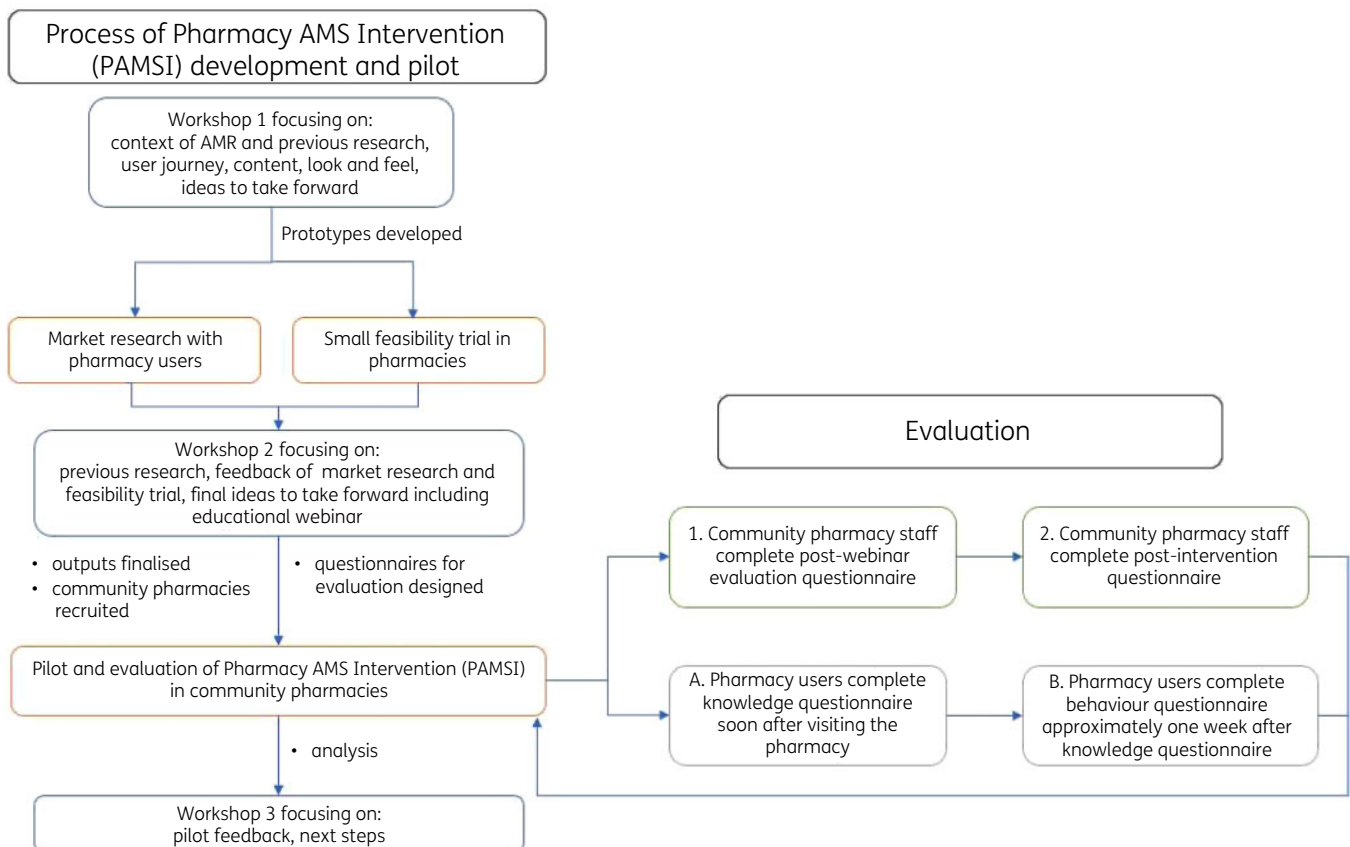 Process of Pharmacy AMS Intervention
(PAMSI) development and pilot
Workshop 1 focusing on:
context of AMR and previous research,
user journey, content, look and feel,
ideas to take forward
Prototypes developed
Market research with
pharmacy users
Small feasibility trial in
pharmacies
Workshop 2 focusing on:
previous research, feedback of market research and
feasibility trial, final ideas to take forward including
educational webinar
• outputs finalised
• community pharmacies
recruited
• questionnaires for
evaluation designed
Pilot and evaluation of Pharmacy AMS Intervention (PAMSI)
in community pharmacies
• analysis
Workshop 3 focusing on:
pilot feedback, next steps
Evaluation
1. Community pharmacy staff
complete post-webinar
evaluation questionnaire
2. Community pharmacy staff
complete post-intervention
questionnaire
A. Pharmacy users complete
knowledge questionnaire
soon after visiting the
pharmacy
B. Pharmacy users complete
behaviour questionnaire
approximately one week after
knowledge questionnaire